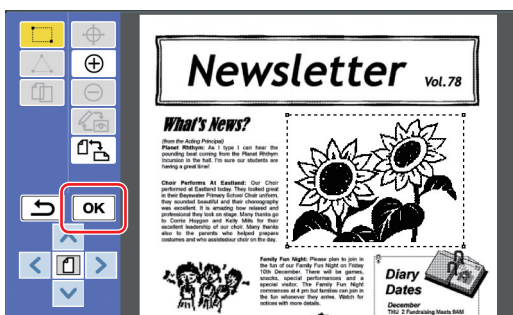 Newsletter Vol.78
What's News?
(from the Acting Principal)
Planet Rhthym: As I type I can hear the
pounding beat coming from the Planet Rhthym
Incursion in the hall. I'm sure our students are
having a great time!
Choir Performs At Eastland: Our Choir
performed at Eastland today. They looked great
in their Bayswater Primary School Choir uniform,
they sounded beautiful and their choreography
was excellent. It is amazing how relaxed and
professional they look on stage. Many thanks go
to Corrie Huygen and Kelly Mills for their
excellent leadership of our choir. Many thanks
also to the parents who helped prepare
costumes and who assistedour choir on the day.
OK
Family Fun Night: Please plan to join in
the fun of our Family Fun Night on Friday
10th December. There will be games,
snacks, special performances and a
special visitor. The Family Fun Night
commences at 4 pm but families can join in
the fun whenever they arrive. Watch for
notices with more details.
Diary
Dates
December
THU 2 Fundraising Meets 9AM